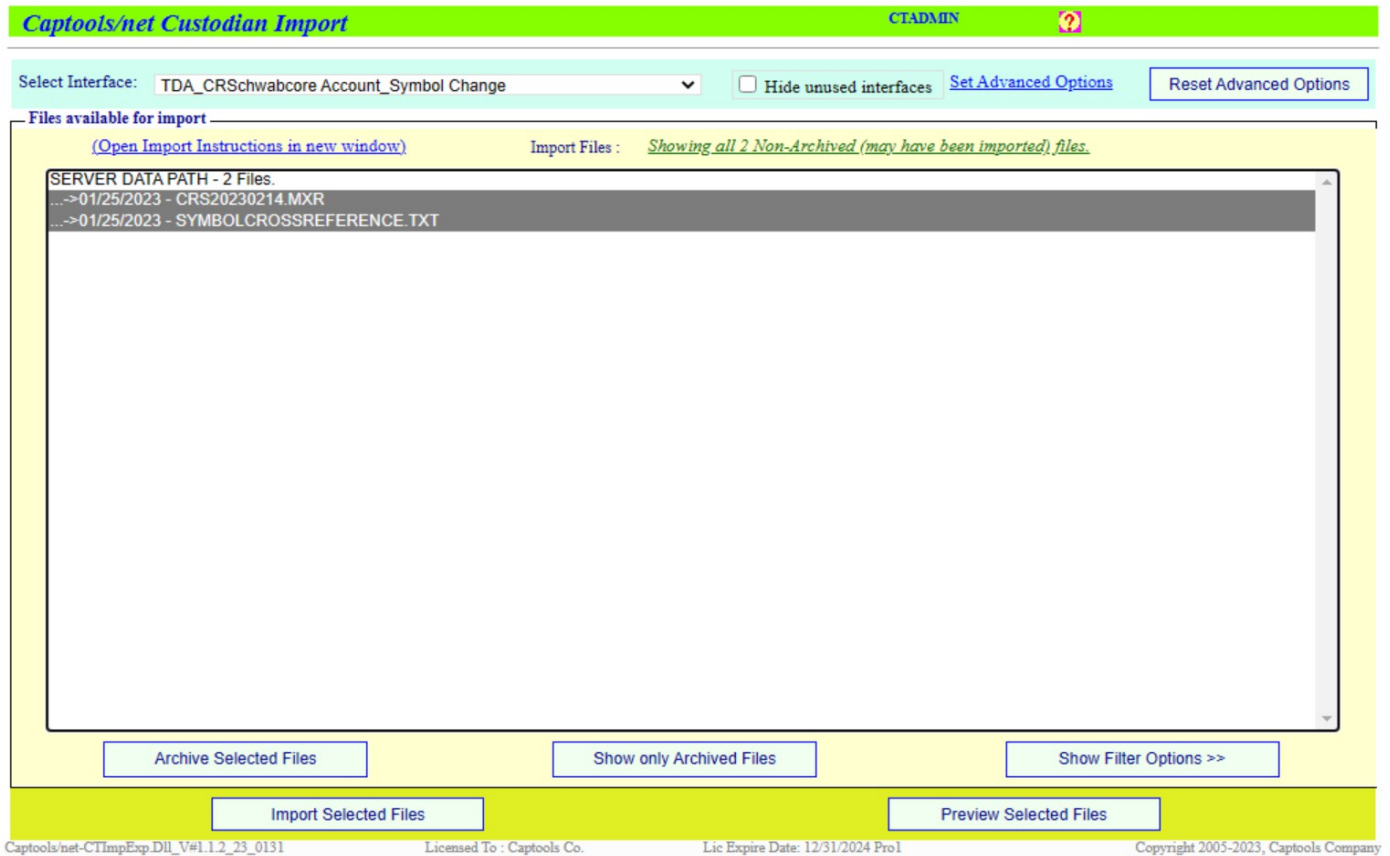 Captools/net Custodian Import CTADMIN ?
Select Interface: TDA_CRSchwabcore Account_Symbol Change Hide unused interfaces Set Advanced Options Reset Advanced Options
Files available for import
(Open Import Instructions in new window) Import Files : Showing all 2 Non-Archived (may have been imported) files.
SERVER DATA PATH - 2 Files.
...->01/25/2023 - CRS20230214.MXR
...->01/25/2023 - SYMBOLCROSSREFERENCE.TXT
Archive Selected Files Show only Archived Files Show Filter Options >>
Import Selected Files Preview Selected Files
Captools/net-CTImpExp.Dll_V#1.1.2_23_0131 Licensed To : Captools Co. Lic Expire Date: 12/31/2024 Pro1 Copyright 2005-2023, Captools Company